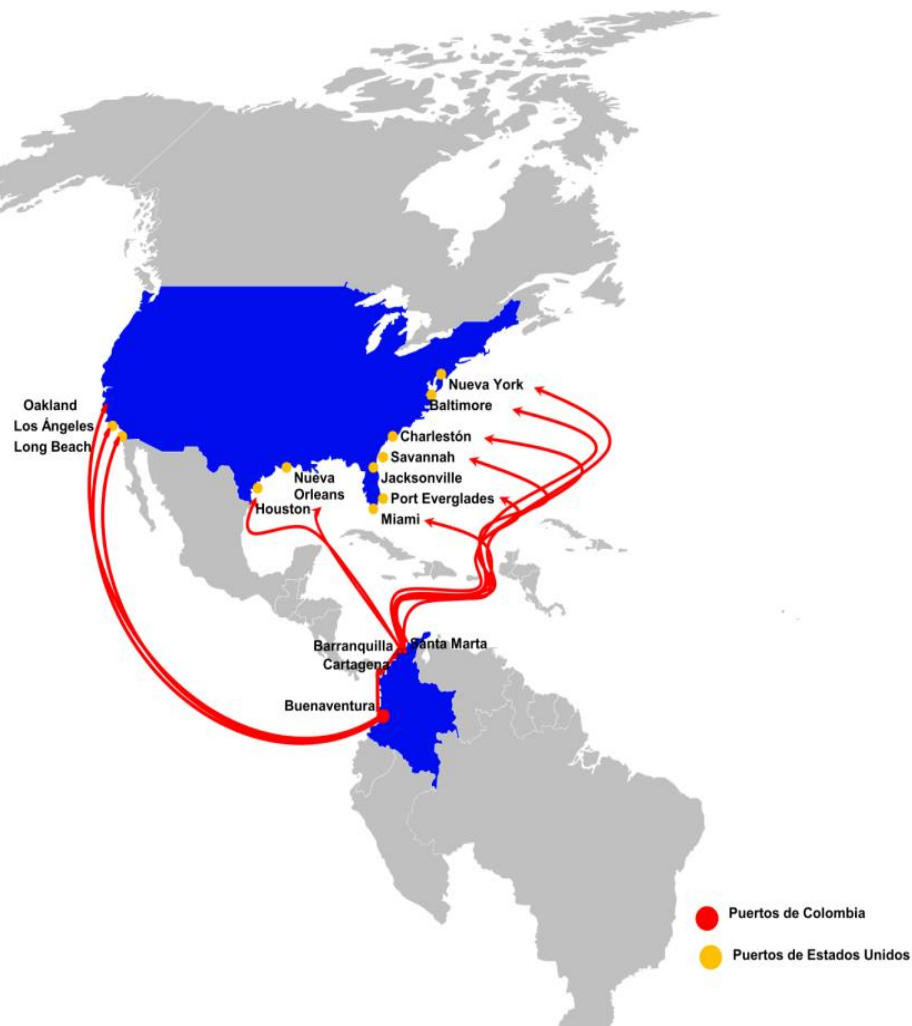 Nueva York
Oakland
Baltimore
Los Ángeles
Charlestón
Long Beach
Savannah
Nueva
Orleans
Jacksonville
Port Everglades
Houston
Miami
Barranquilla
Santa Marta
Cartagena
Buenaventura
Puertos de Colombia
Puertos de Estados Unidos